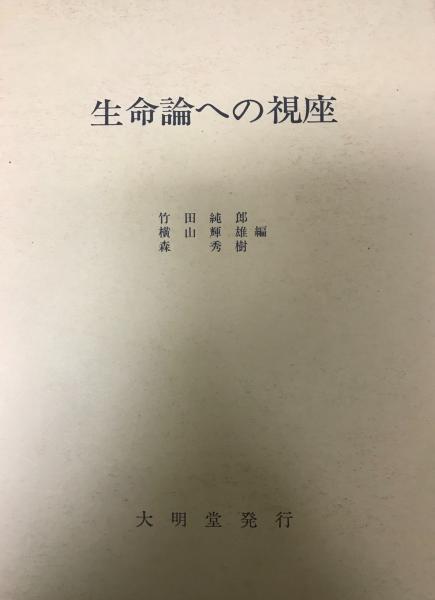 生命論への視座
竹田純郎
横山輝雄編
森秀樹
大明堂発行